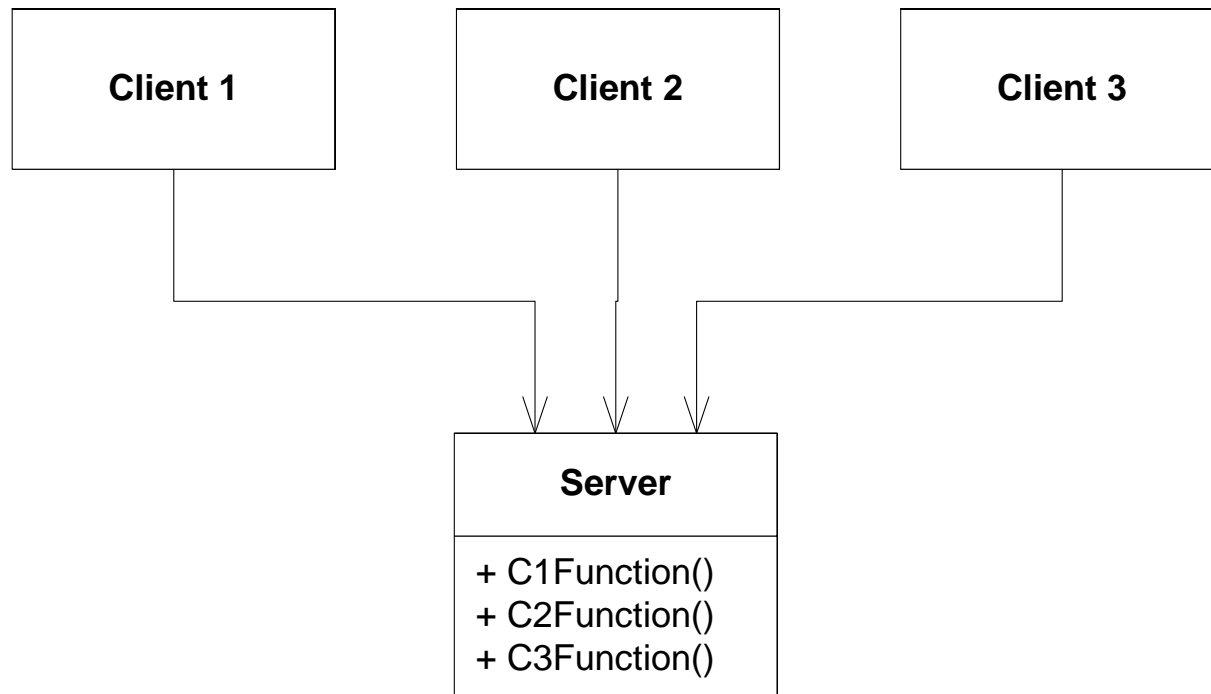 Client 1
Client 2
Client 3
Server
+ C1Function()
+ C2Function()
+ C3Function()